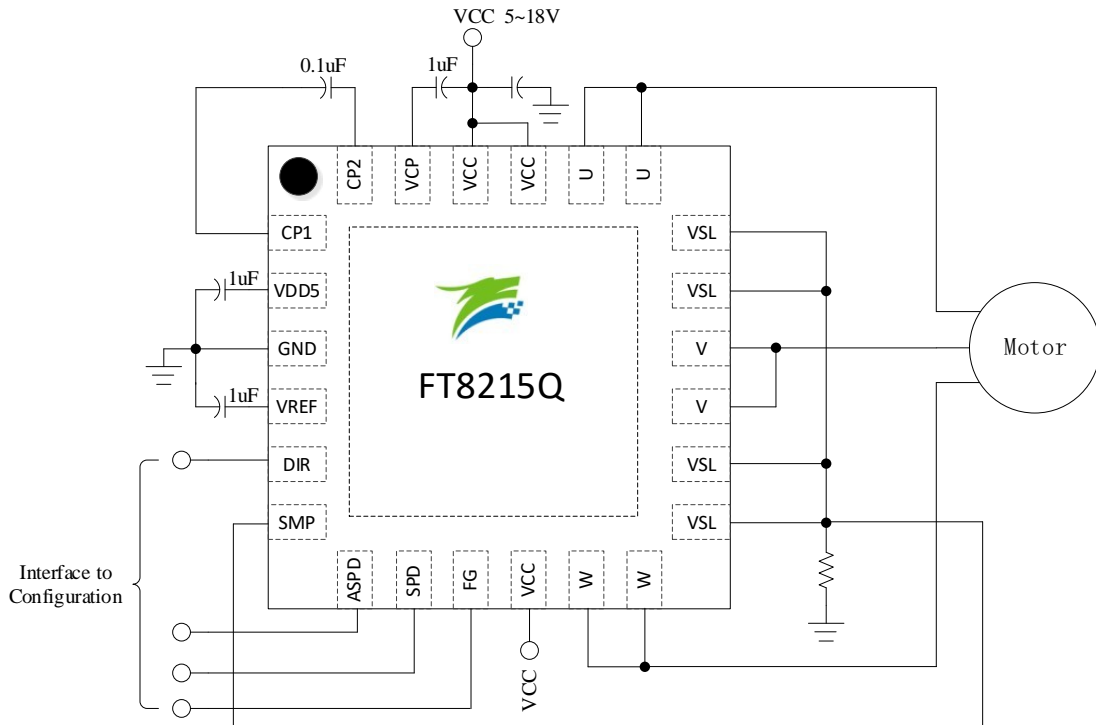 VCC 5~18V
0.1uF
1uF
CP2
VCP
VCC
VCC
U
U
CP1
VSL
1uF
VDD5
VSL
GND
V
Motor
FT8215Q
1uF
VREF
V
DIR
VSL
SMP
VSL
Interface to
Configuration
ASPD
SPD
FG
VCC
W
W
VCC